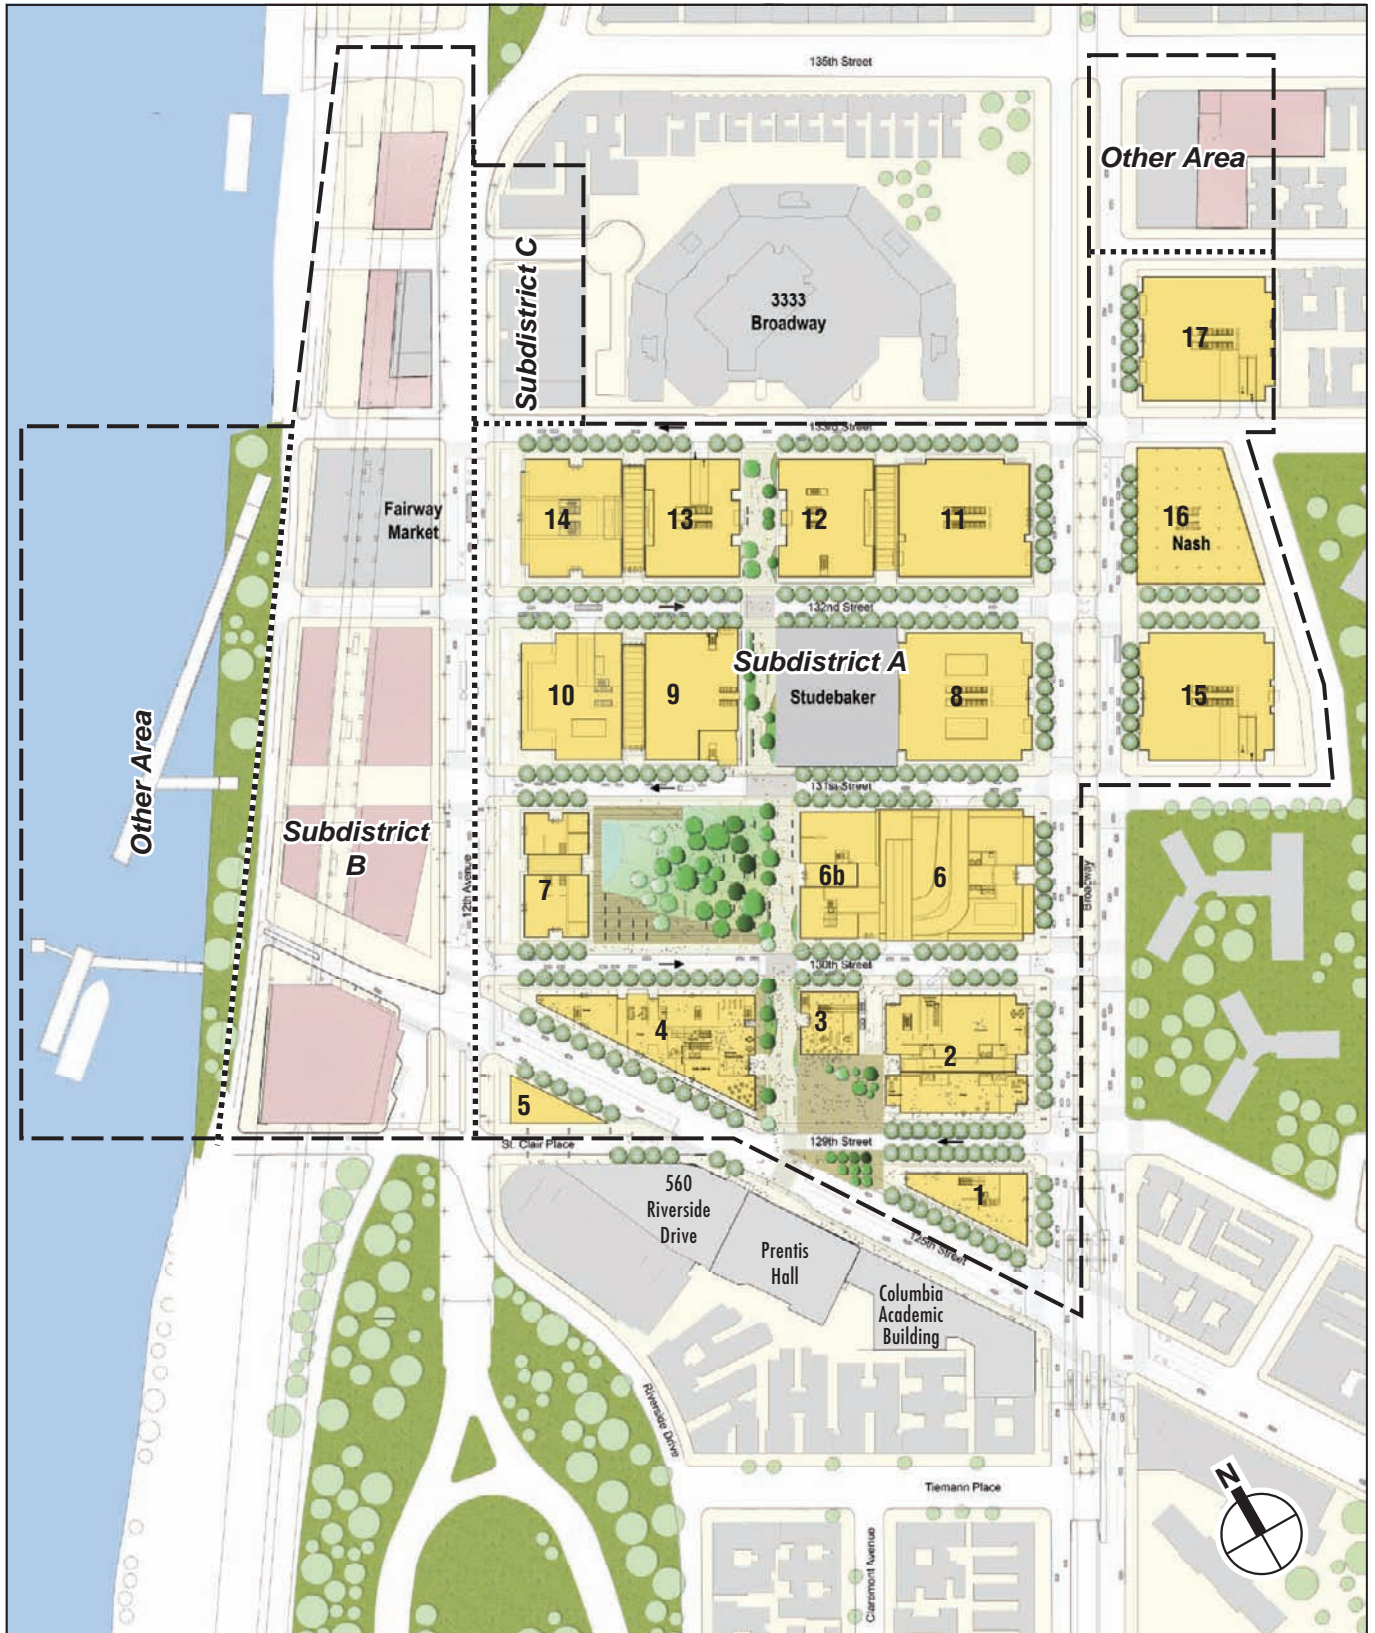 135th Street
Other Area
Subdistrict C
3333
Broadway
17
133rd Street
Fairway
Market
14
13
12
11
16
Nash
132nd Street
Subdistrict A
Studebaker
10
9
8
15
Other Area
131st Street
Subdistrict
B
12th Avenue
7
6b
6
Broadway
130th Street
4
3
2
5
129th Street
St. Clair Place
1
125th Street
560
Riverside
Drive
Prentis
Hall
Columbia
Academic
Building
Riverside Drive
Tiemann Place
N
Claremont Avenue